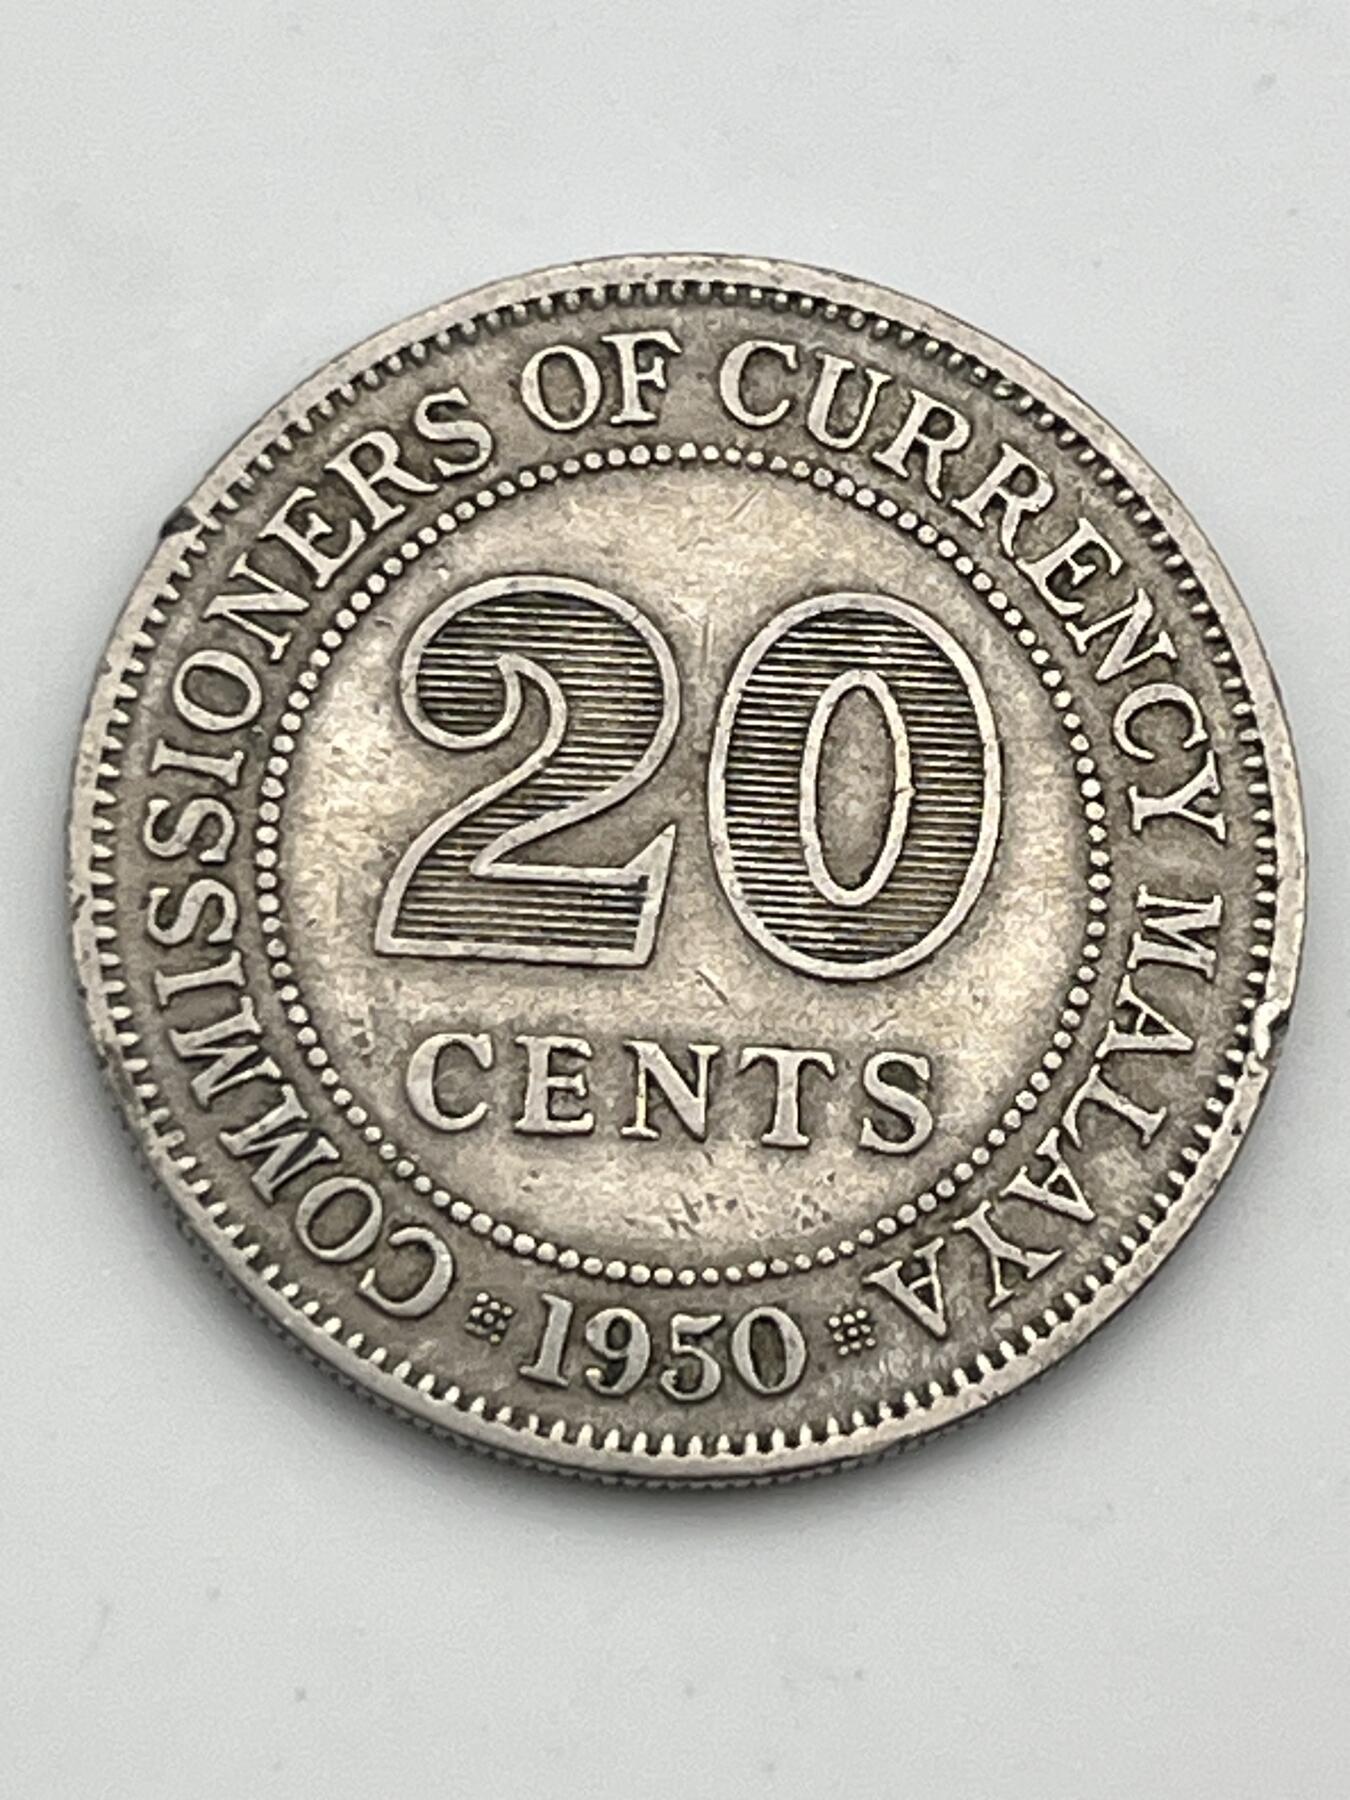 COMMISSIONERS OF CURRENCY MALAYA
20
CENTS
1950